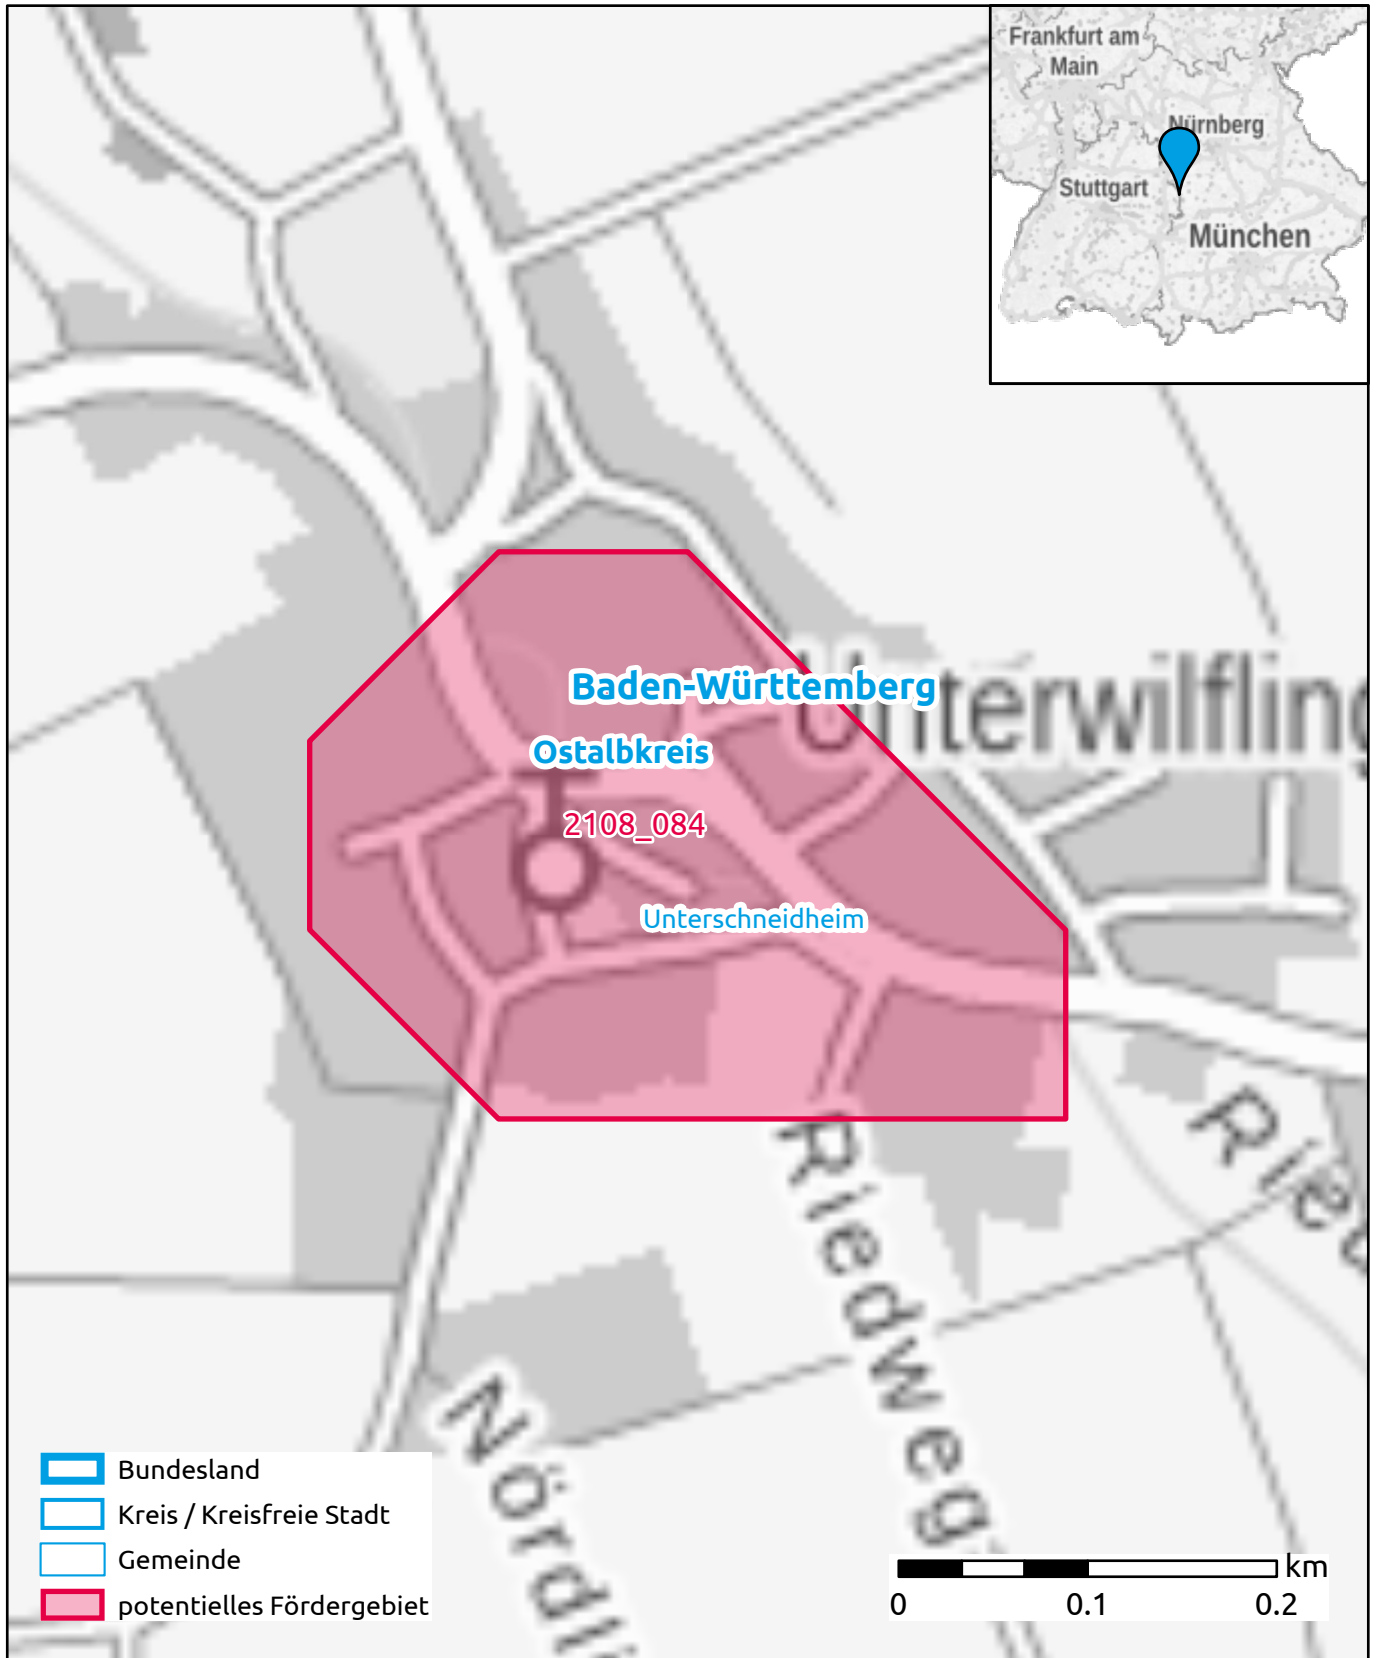 Frankfurt am
Main
Nürnberg
Stuttgart
München
Baden-Württemberg
Unterwilfling
Ostalbkreis
2108_084
Unterschneidheim
Riedweg
Ried
Nördli
Bundesland
Kreis / Kreisfreie Stadt
Gemeinde
potentielles Fördergebiet
km
0 0.1 0.2